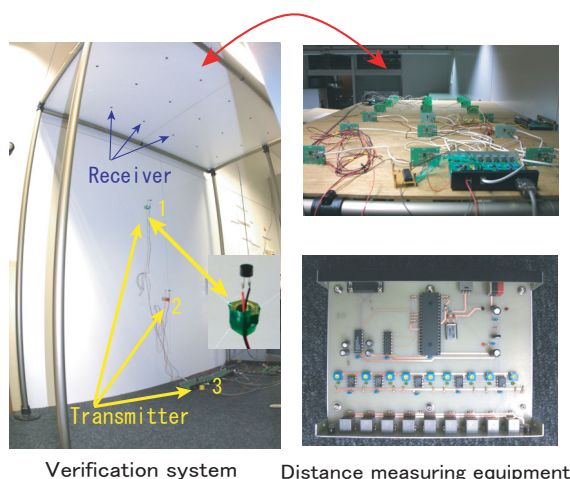 Receiver
1
2
3
Transmitter
Verification system
Distance measuring equipment